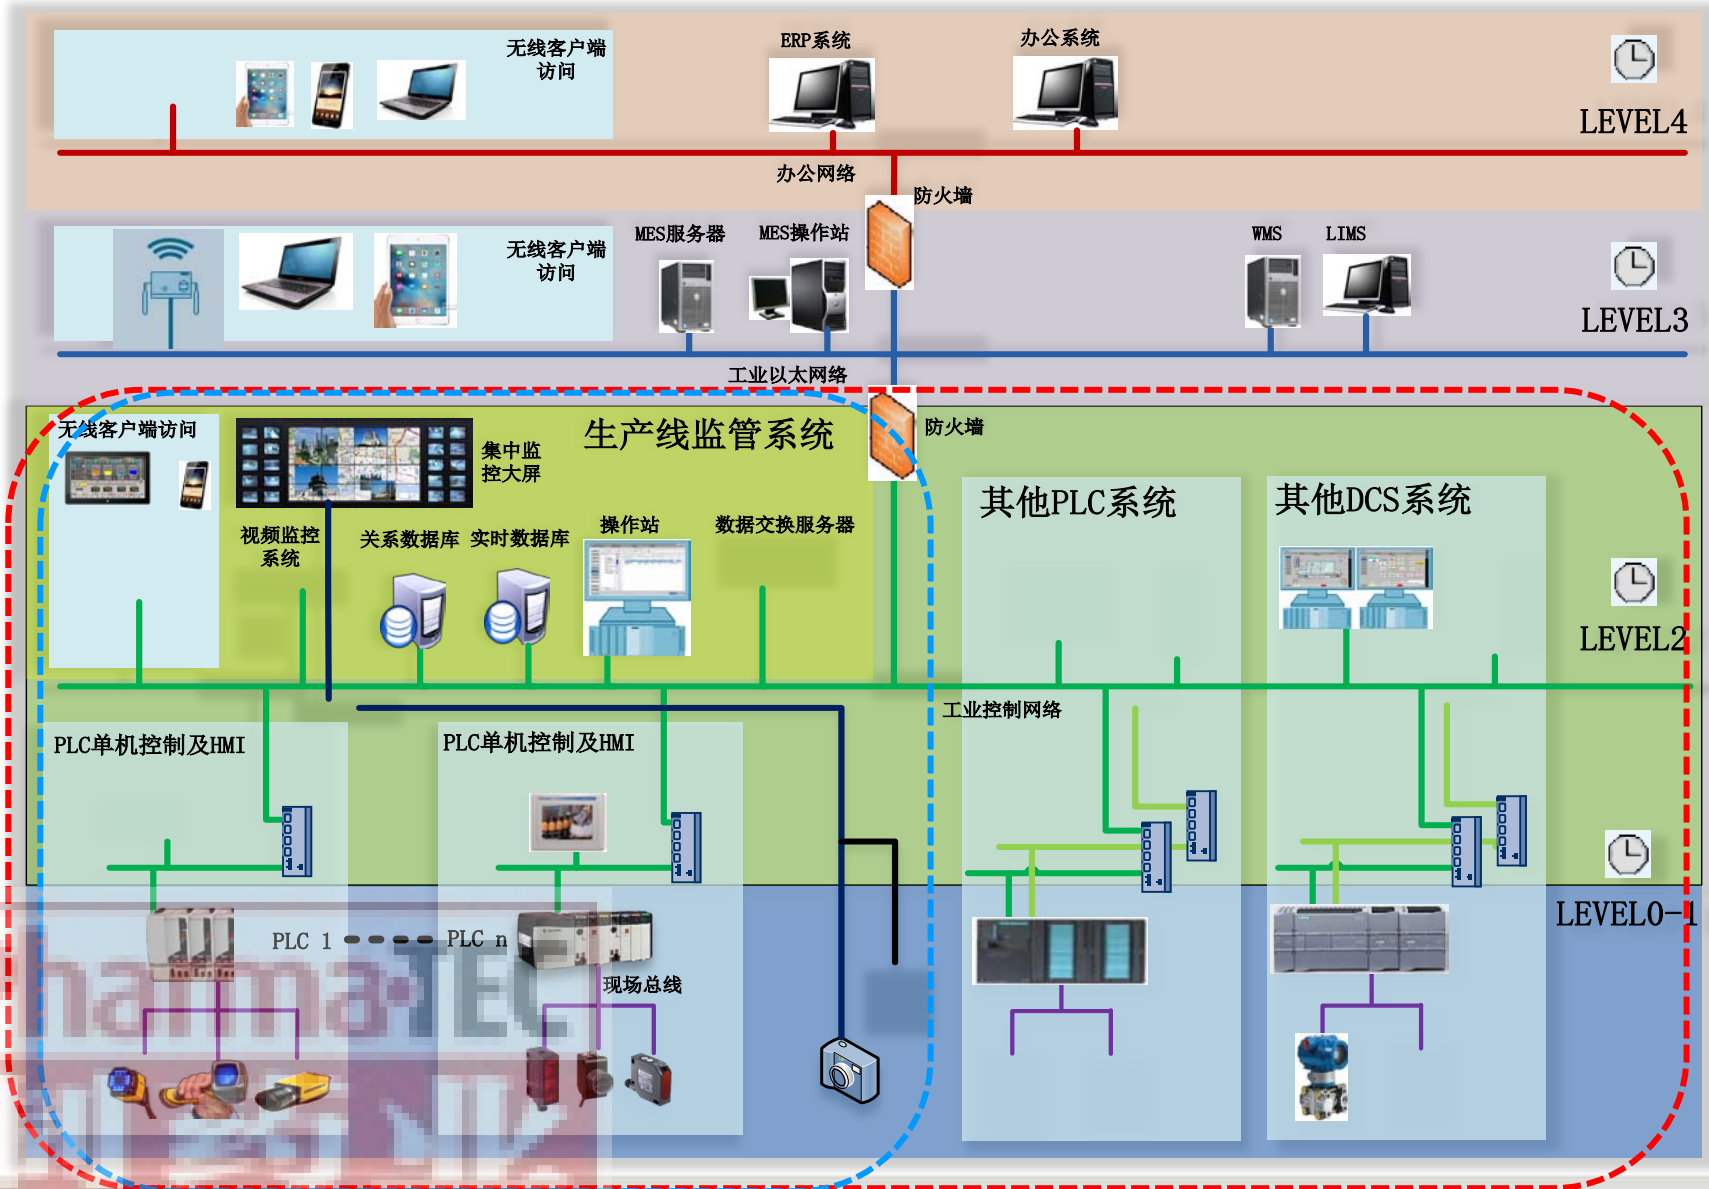 无线客户端
访问
ERP系统
办公系统
LEVEL4
办公网络
防火墙
无线客户端
访问
MES服务器
MES操作站
WMS
LIMS
LEVEL3
工业以太网络
无线客户端访问
集中监
控大屏
生产线监管系统
防火墙
其他PLC系统
其他DCS系统
视频监控
系统
关系数据库
实时数据库
操作站
数据交换服务器
LEVEL2
工业控制网络
PLC单机控制及HMI
PLC单机控制及HMI
LEVEL0-1
PLC 1
PLC n
现场总线
PharmaTEC